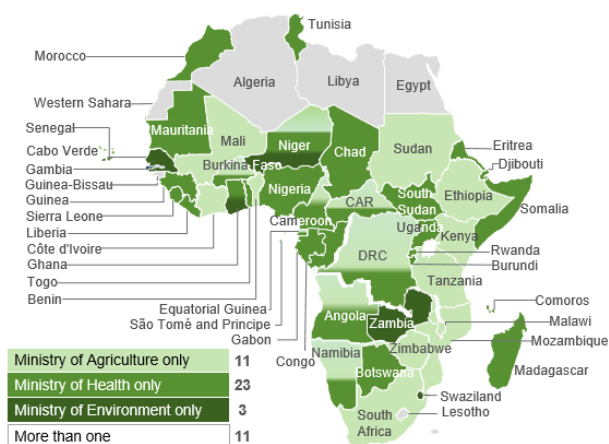 Tunisia
Morocco
Algeria
Libya
Egypt
Western Sahara
Senegal
Mauritania
Mali
Niger
Chad
Sudan
Eritrea
Cabo Verde
Djibouti
Gambia
Burkina Faso
Guinea-Bissau
Nigeria
South
Sudan
Ethiopia
Guinea
CAR
Somalia
Sierra Leone
Cameroon
Uganda
Liberia
Kenya
Côte d'Ivoire
DRC
Rwanda
Ghana
Burundi
Togo
Tanzania
Benin
Equatorial Guinea
Comoros
São Tomé and Principe
Angola
Zambia
Malawi
Gabon
Mozambique
Congo
Namibia
Zimbabwe
Madagascar
Botswana
Swaziland
South
Africa
Lesotho
Ministry of Agriculture only 11
Ministry of Health only 23
Ministry of Environment only 3
More than one 11